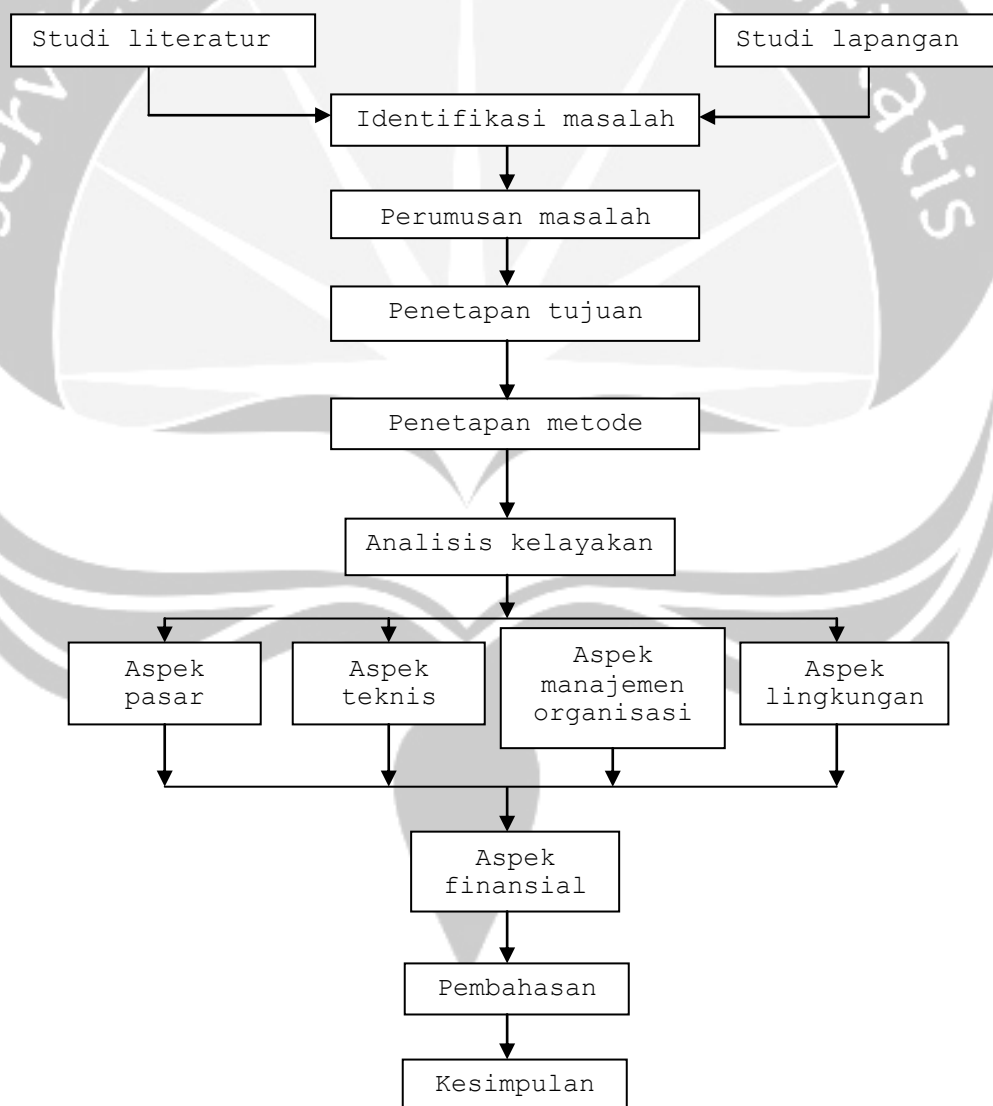 Studi literatur
Studi lapangan
Identifikasi masalah
Perumusan masalah
Penetapan tujuan
Penetapan metode
Analisis kelayakan
Aspek
pasar
Aspek
teknis
Aspek
manajemen
organisasi
Aspek
lingkungan
Aspek
finansial
Pembahasan
Kesimpulan